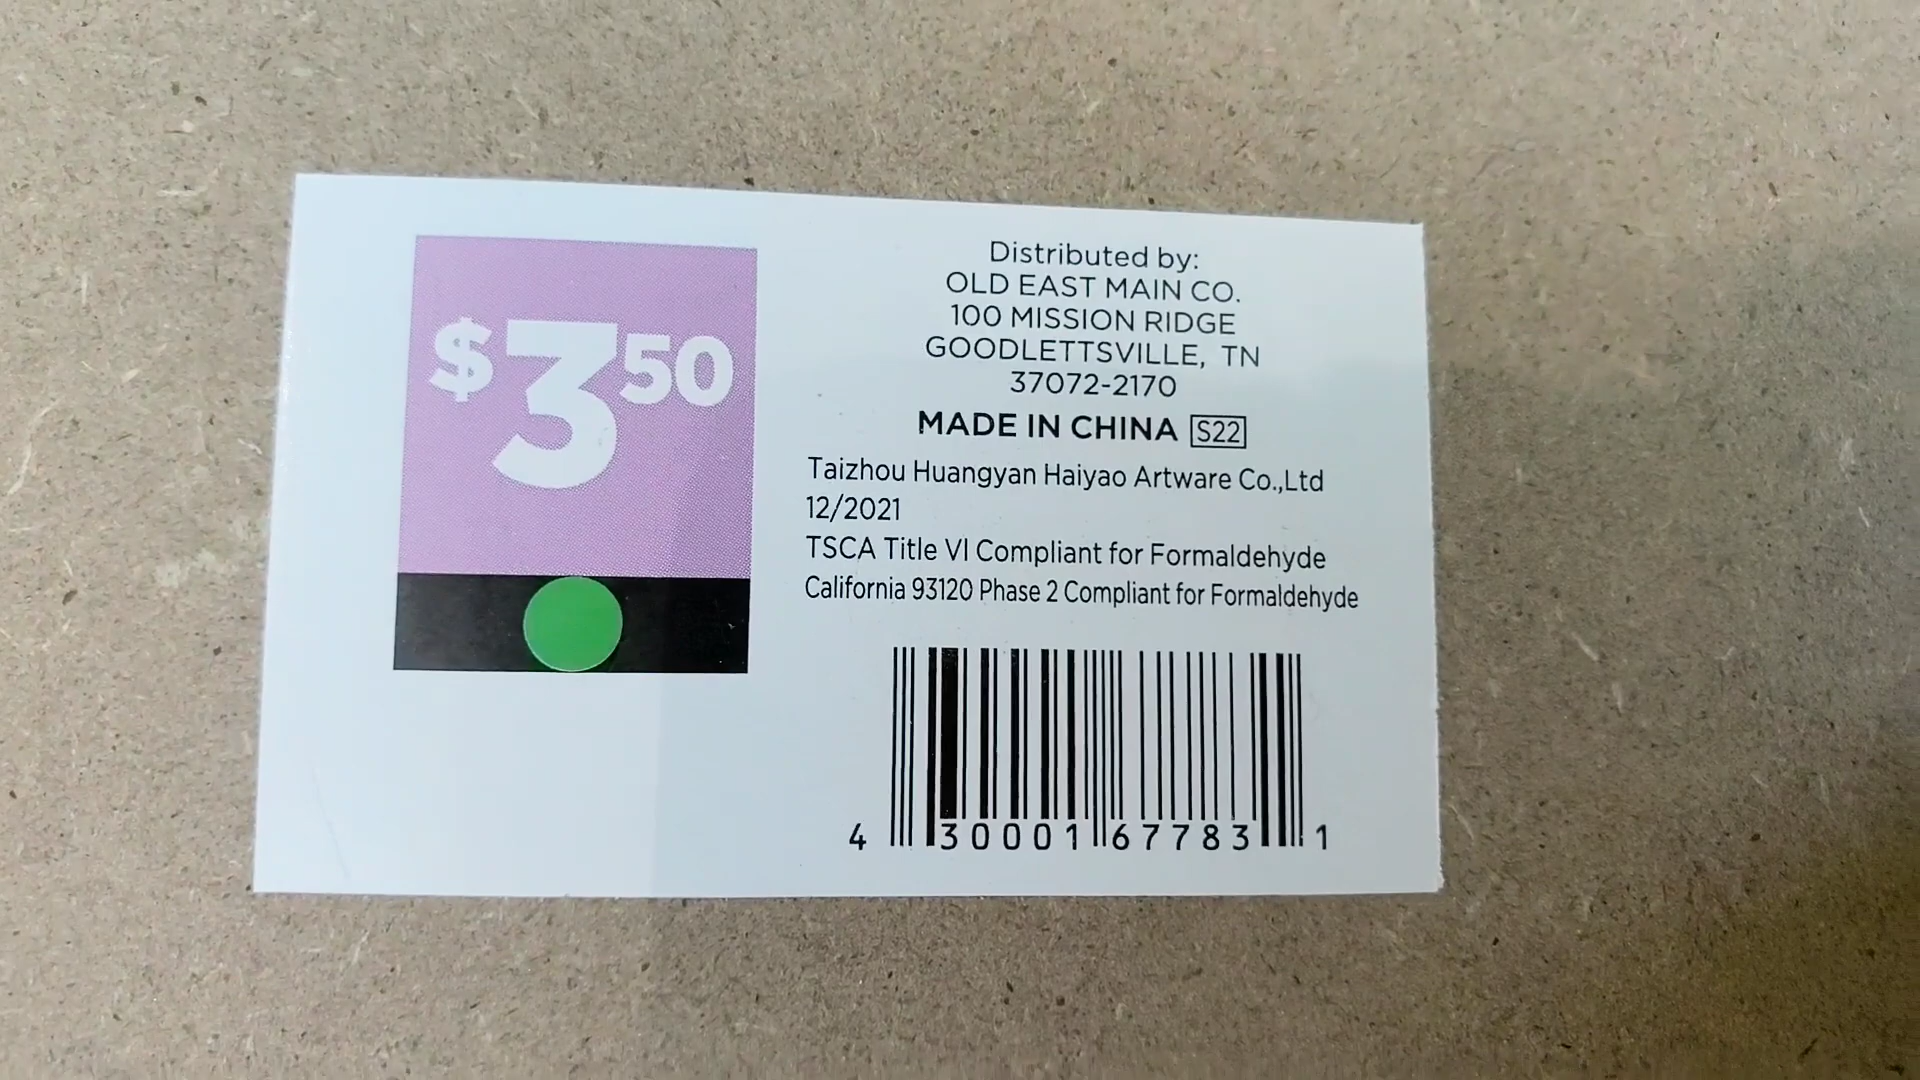 $3 50
Distributed by:
OLD EAST MAIN CO.
100 MISSION RIDGE
GOODLETTSVILLE, TN
37072-2170
MADE IN CHINA S22
Taizhou Huangyan Haiyao Artware Co.,Ltd
12/2021
TSCA Title VI Compliant for Formaldehyde
California 93120 Phase 2 Compliant for Formaldehyde
4 30001 67783 1